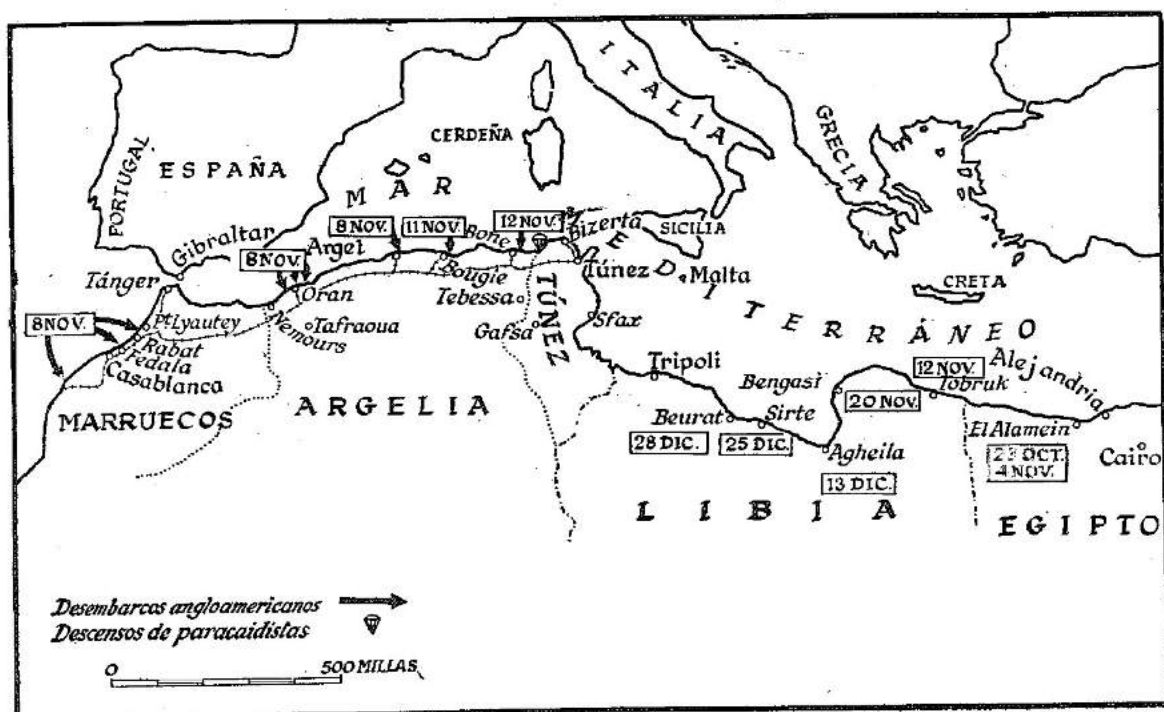 PORTUGAL
ESPAÑA
CERDEÑA
ITALIA
GRECIA
MAR
MEDITERRÁNEO
SICILIA
Malta
CRETA
Gibraltar
Tánger
8 NOV.
Pt. Lyautey
Rabat
Fedala
Casablanca
MARRUECOS
8 NOV.
Oran
Nemours
Tafraoua
Argel
8 NOV.
11 NOV.
Bougie
Bone
12 NOV.
Bizerta
Túnez
TÚNEZ
Tebessa
Gafsa
Sfax
ARGELIA
Tripoli
Beurat
28 DIC.
Sirte
25 DIC.
Agheila
13 DIC.
Bengasi
20 NOV.
12 NOV.
Tobruk
Alejandria
El Alamein
23 OCT.
4 NOV.
Cairo
LIBIA
EGIPTO
Desembarcos angloamericanos
Descensos de paracaidistas
0 500 MILLAS